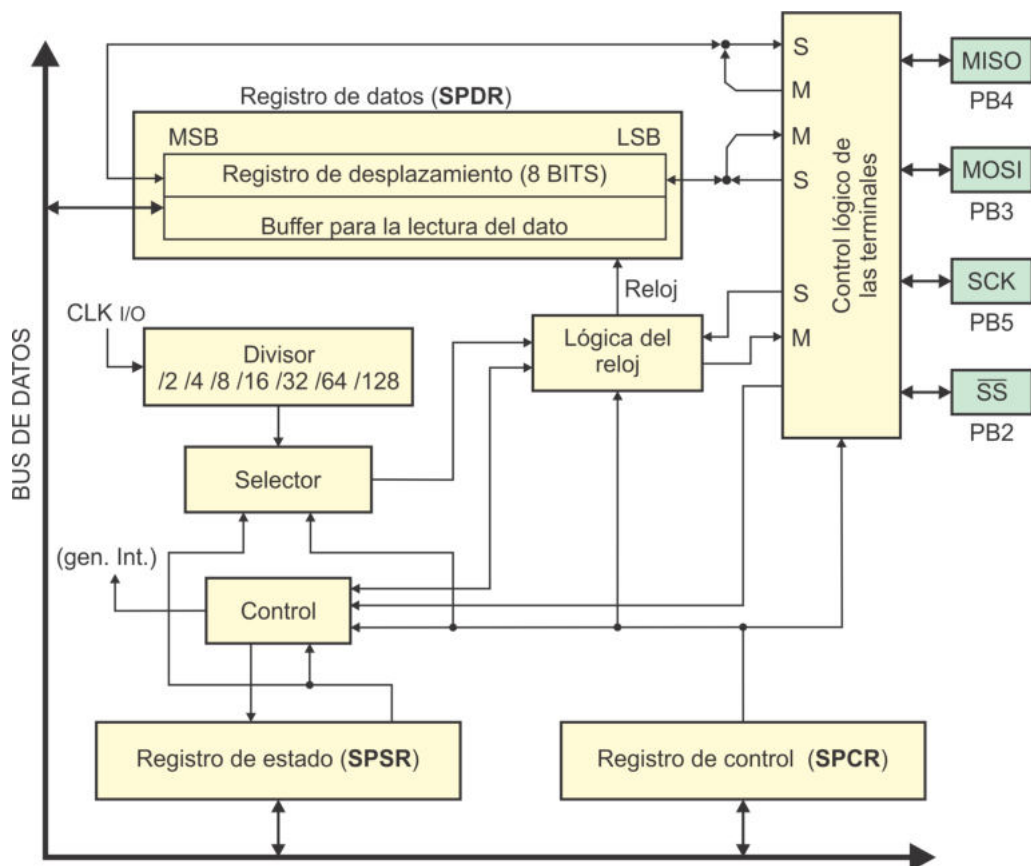 S
MISO
PB4
M
Registro de datos (SPDR)
MSB
LSB
M
Registro de desplazamiento (8 BITS)
S
MOSI
PB3
Buffer para la lectura del dato
Control lógico de
las terminales
Reloj
S
SCK
PB5
CLK I/O
Divisor
/2 /4 /8 /16 /32 /64 /128
Lógica del
reloj
M
SS
PB2
BUS DE DATOS
Selector
(gen. Int.)
Control
Registro de estado (SPSR)
Registro de control (SPCR)